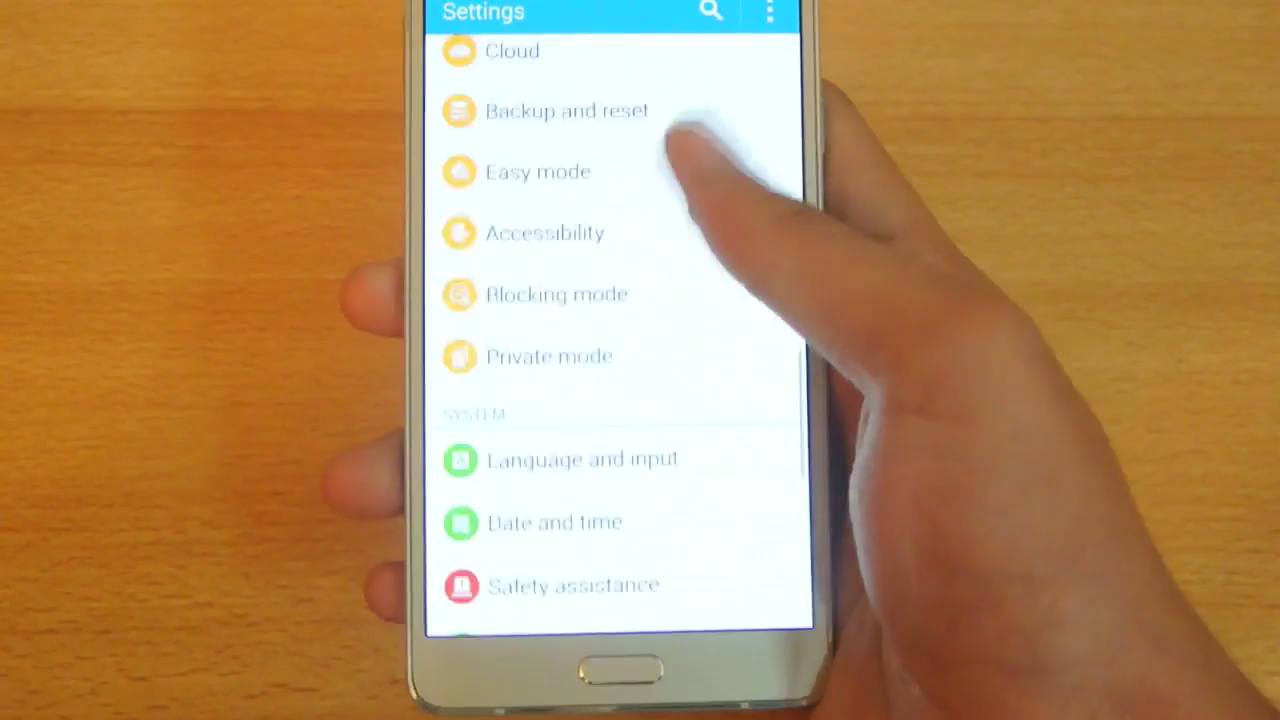 Settings
Cloud
Backup and reset
Easy mode
Accessibility
Blocking mode
Private mode
SYSTEM
Language and input
Date and time
Safety assistance